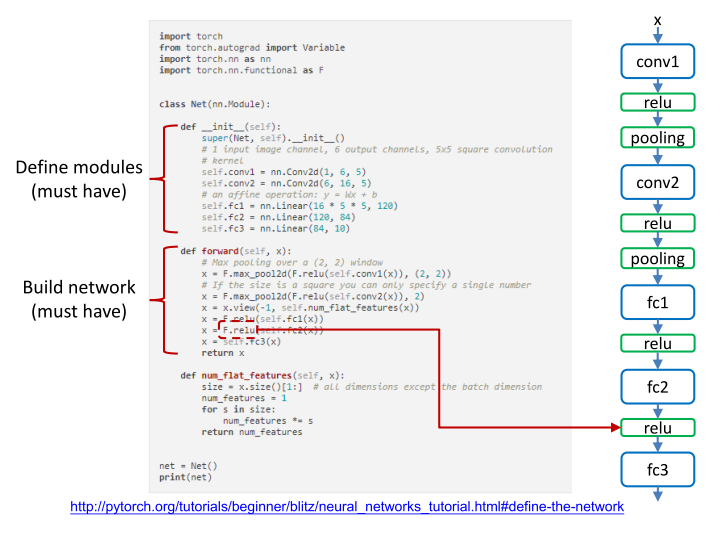 import torch
from torch.autograd import Variable
import torch.nn as nn
import torch.nn.functional as F
class Net(nn.Module):
def __init__(self):
super(Net, self).__init__()
# 1 input image channel, 6 output channels, 5x5 square convolution
# kernel
self.conv1 = nn.Conv2d(1, 6, 5)
self.conv2 = nn.Conv2d(6, 16, 5)
# an affine operation: y = Wx + b
self.fc1 = nn.Linear(16 * 5 * 5, 120)
self.fc2 = nn.Linear(120, 84)
self.fc3 = nn.Linear(84, 10)
def forward(self, x):
# Max pooling over a (2, 2) window
x = F.max_pool2d(F.relu(self.conv1(x)), (2, 2))
# If the size is a square you can only specify a single number
x = F.max_pool2d(F.relu(self.conv2(x)), 2)
x = x.view(-1, self.num_flat_features(x))
x = F.relu(self.fc1(x))
x = F.relu(self.fc2(x))
x = self.fc3(x)
return x
def num_flat_features(self, x):
size = x.size()[1:]  # all dimensions except the batch dimension
num_features = 1
for s in size:
num_features *= s
return num_features
net = Net()
print(net)
Define modules
(must have)
Build network
(must have)
x
conv1
relu
pooling
conv2
relu
pooling
fc1
relu
fc2
relu
fc3
http://pytorch.org/tutorials/beginner/blitz/neural_networks_tutorial.html#define-the-network